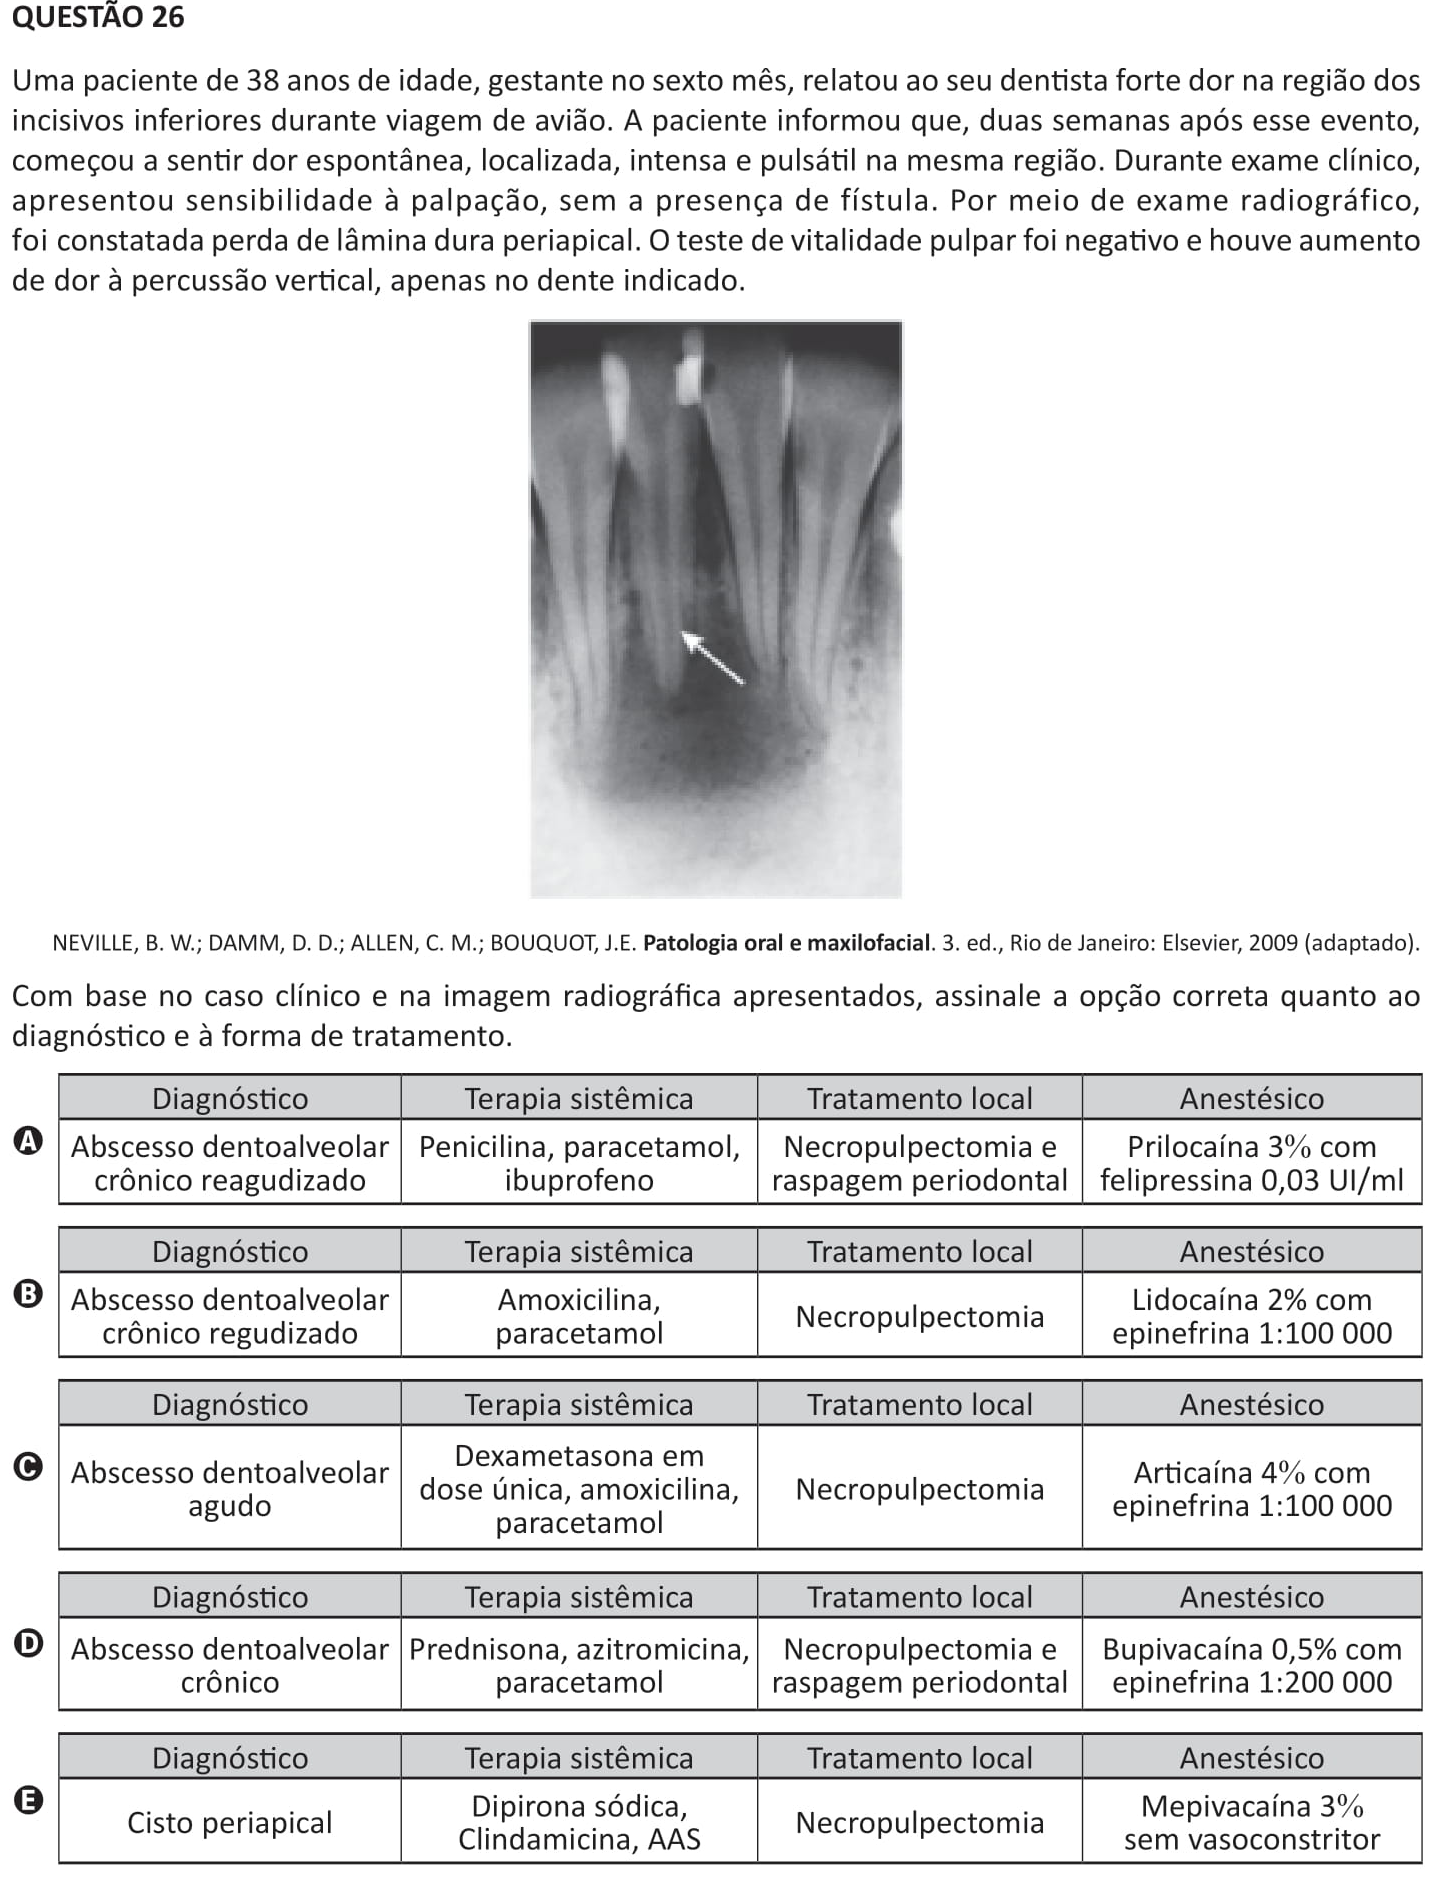 QUESTÃO 26
Uma paciente de 38 anos de idade, gestante no sexto mês, relatou ao seu dentista forte dor na região dos
incisivos inferiores durante viagem de avião. A paciente informou que, duas semanas após esse evento,
começou a sentir dor espontânea, localizada, intensa e pulsátil na mesma região. Durante exame clínico,
apresentou sensibilidade à palpação, sem a presença de fístula. Por meio de exame radiográfico,
foi constatada perda de lâmina dura periapical. O teste de vitalidade pulpar foi negativo e houve aumento
de dor à percussão vertical, apenas no dente indicado.
NEVILLE, B. W.; DAMM, D. D.; ALLEN, C. M.; BOUQUOT, J.E. Patologia oral e maxilofacial. 3. ed., Rio de Janeiro: Elsevier, 2009 (adaptado).
Com base no caso clínico e na imagem radiográfica apresentados, assinale a opção correta quanto ao
diagnóstico e à forma de tratamento.
A
Diagnóstico Terapia sistêmica Tratamento local Anestésico
Abscesso dentoalveolar Penicilina, paracetamol, Necropulpectomia e Prilocaína 3% com
crônico reagudizado ibuprofeno raspagem periodontal felipressina 0,03 UI/ml
B
Diagnóstico Terapia sistêmica Tratamento local Anestésico
Abscesso dentoalveolar Amoxicilina, Necropulpectomia Lidocaína 2% com
crônico regudizado paracetamol epinefrina 1:100 000
C
Diagnóstico Terapia sistêmica Tratamento local Anestésico
Abscesso dentoalveolar Dexametasona em Necropulpectomia Articaína 4% com
agudo dose única, amoxicilina, epinefrina 1:100 000
paracetamol
D
Diagnóstico Terapia sistêmica Tratamento local Anestésico
Abscesso dentoalveolar Prednisona, azitromicina, Necropulpectomia e Bupivacaína 0,5% com
crônico paracetamol raspagem periodontal epinefrina 1:200 000
E
Diagnóstico Terapia sistêmica Tratamento local Anestésico
Cisto periapical Dipirona sódica, Necropulpectomia Mepivacaína 3%
Clindamicina, AAS sem vasoconstritor